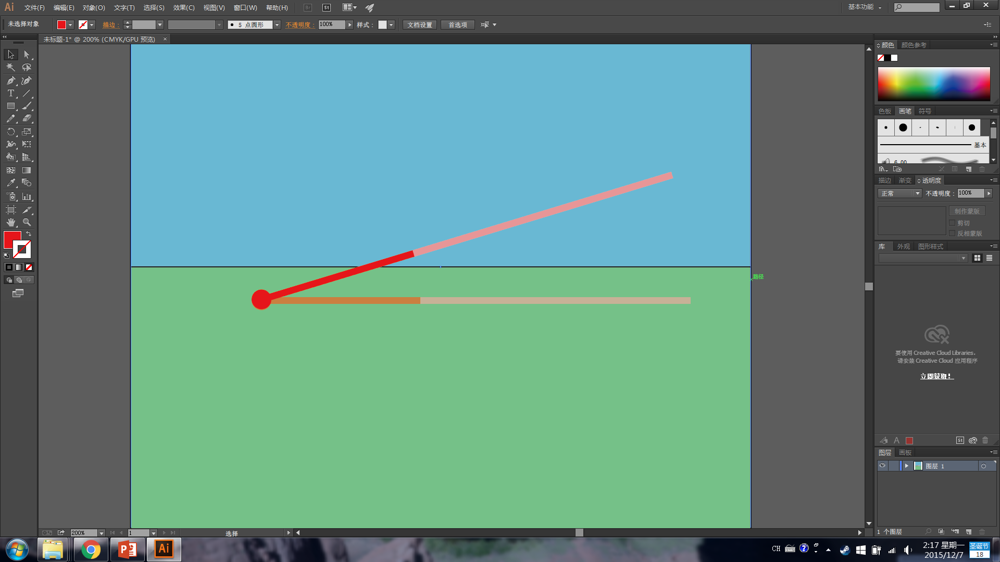 Ai 文件(F) 编辑(E) 对象(O) 文字(T) 选择(S) 效果(C) 视图(V) 窗口(W) 帮助(H) Br St 基本功能
未选择对象 描边: 5 点圆形 不透明度: 100% 样式: 文档设置 首选项
未标题-1* @ 200% (CMYK/GPU 预览) ×
颜色 颜色参考
色板 画笔 符号
基本
6.00
描边 渐变 透明度
正常 不透明度: 100%
制作蒙版
剪切
反相蒙版
库 外观 图形样式
路径
要使用 Creative Cloud Libraries，
请安装 Creative Cloud 应用程序
立即获取!
St
图层 画板
图层 1
1 个图层
200% 1 选择
CH 2:17 星期一 圣诞节
2015/12/7 18